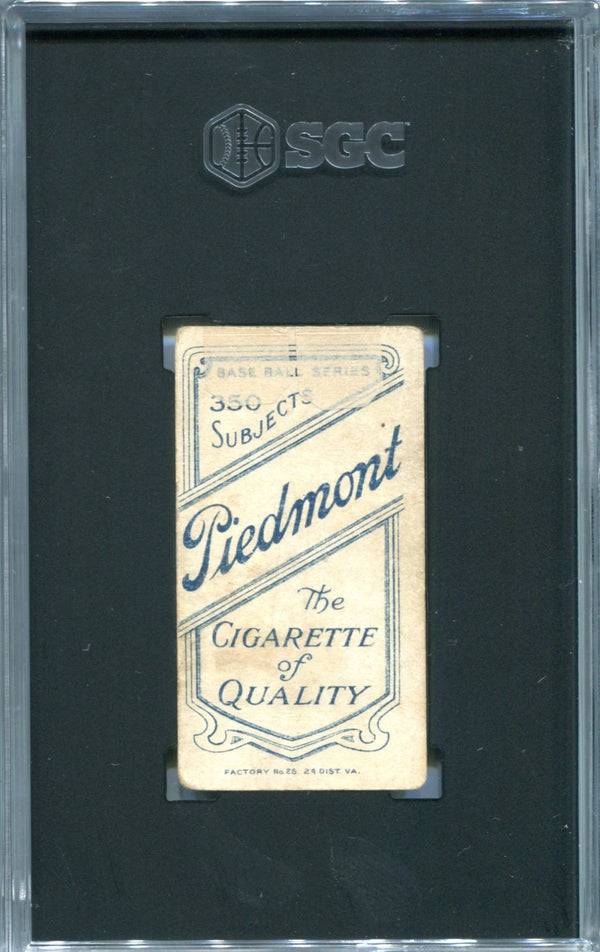 SGC
BASE BALL SERIES
350
SUBJECTS
Piedmont
The
CIGARETTE
of
QUALITY
FACTORY No. 25. 2d DIST. VA.